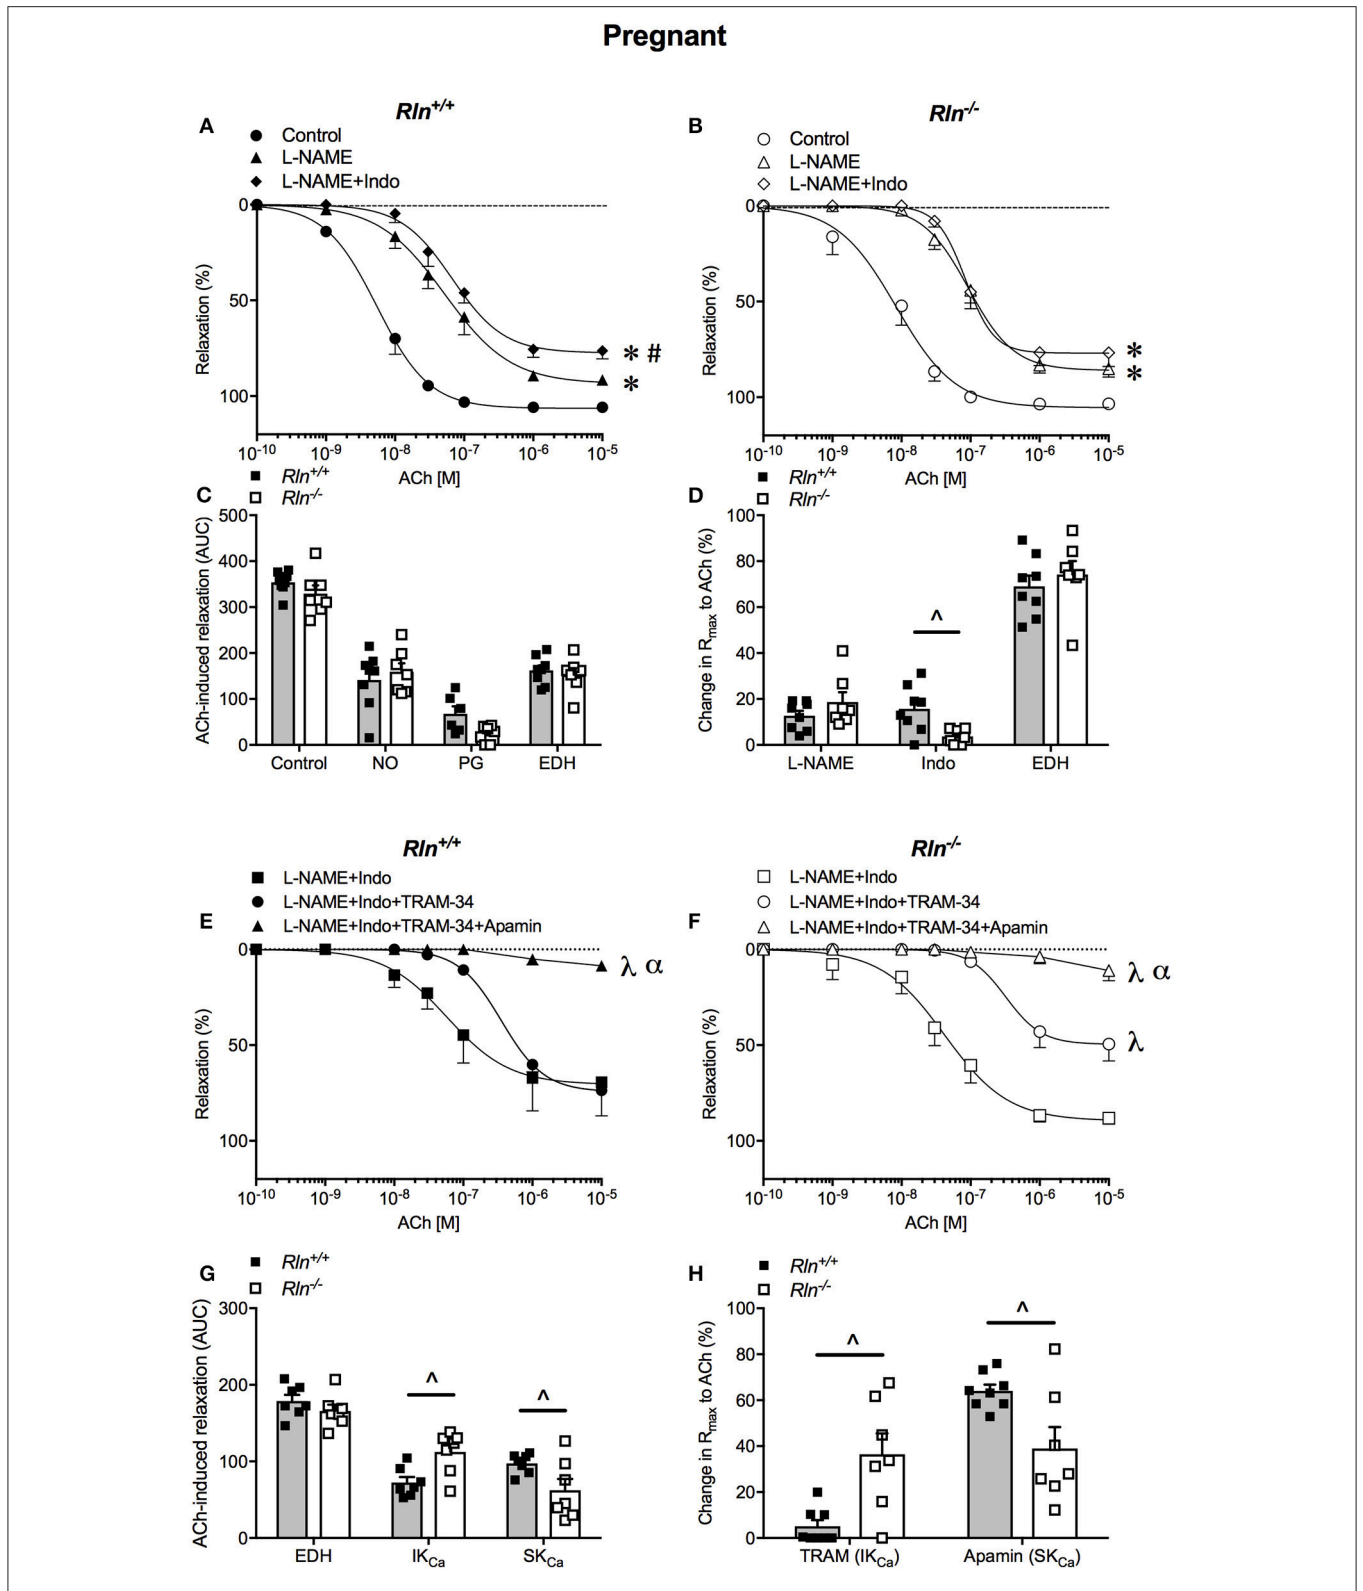 Pregnant
A
Rln+/+
Control
L-NAME
L-NAME+Indo
0
50
100
Relaxation (%)
10-10
10-9
10-8
10-7
10-6
10-5
ACh [M]
B
Rln-/-
Control
L-NAME
L-NAME+Indo
0
50
100
Relaxation (%)
10-10
10-9
10-8
10-7
10-6
10-5
ACh [M]
* #
*
*
*
C
Rln+/+
Rln-/-
500
400
300
200
100
0
ACh-induced relaxation (AUC)
Control
NO
PG
EDH
D
Rln+/+
Rln-/-
100
80
60
40
20
0
Change in Rmax to ACh (%)
^
L-NAME
Indo
EDH
E
Rln+/+
L-NAME+Indo
L-NAME+Indo+TRAM-34
L-NAME+Indo+TRAM-34+Apamin
0
50
100
Relaxation (%)
λ α
10-10
10-9
10-8
10-7
10-6
10-5
ACh [M]
F
Rln-/-
L-NAME+Indo
L-NAME+Indo+TRAM-34
L-NAME+Indo+TRAM-34+Apamin
0
50
100
Relaxation (%)
λ α
λ
10-10
10-9
10-8
10-7
10-6
10-5
ACh [M]
G
Rln+/+
Rln-/-
300
200
100
0
ACh-induced relaxation (AUC)
^
^
EDH
IKCa
SKCa
H
Rln+/+
Rln-/-
100
80
60
40
20
0
Change in Rmax to ACh (%)
^
^
TRAM (IKCa)
Apamin (SKCa)